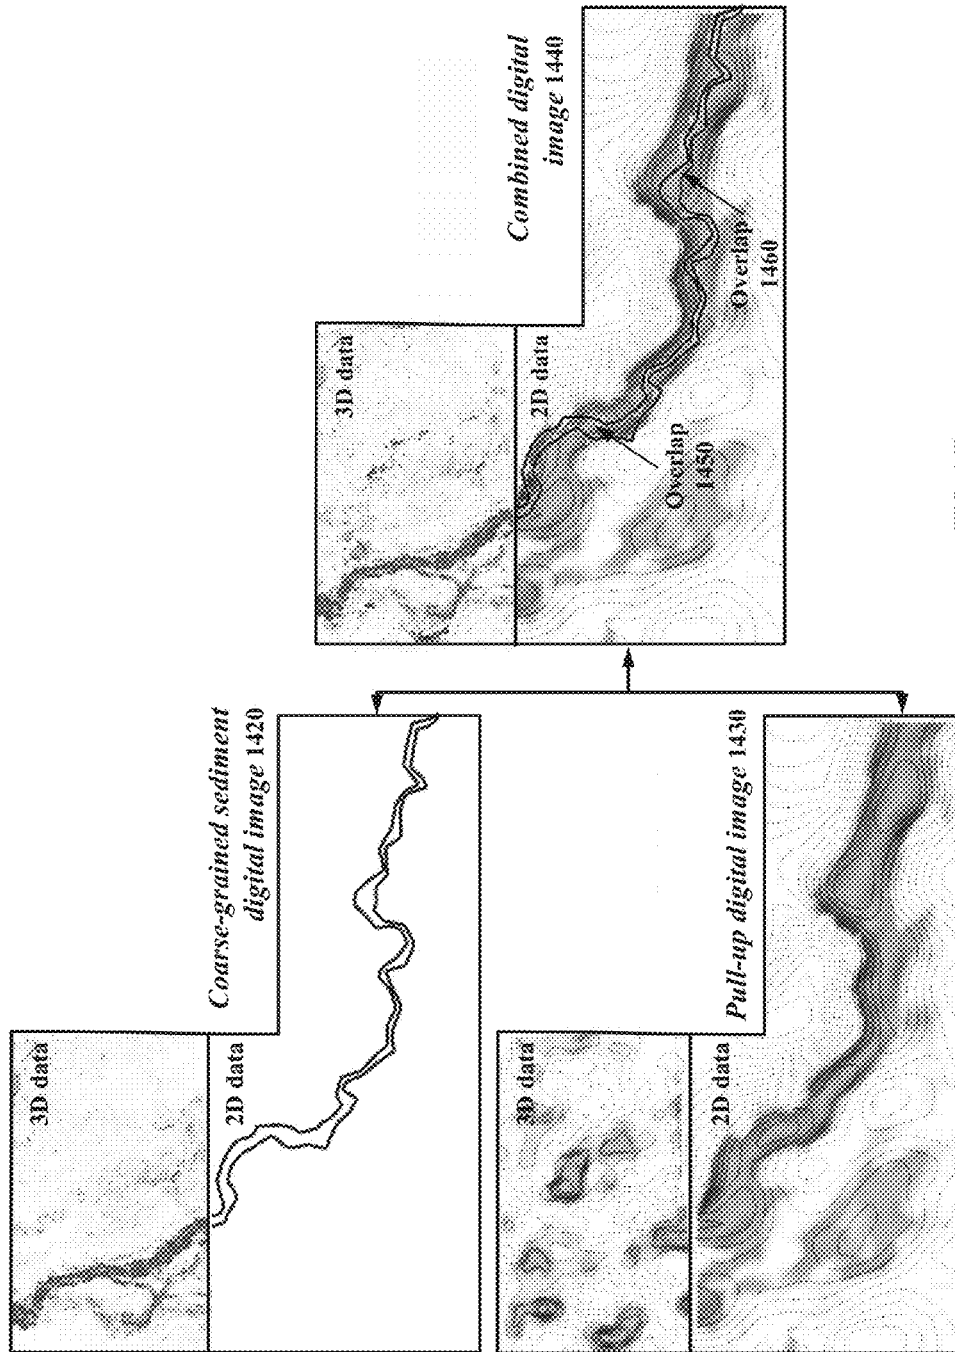 3D data
Coarse-grained sediment
digital image 1420
2D data
3D data
Pull-up digital image 1430
2D data
3D data
Combined digital
image 1440
2D data
Overlap
1450
Overlap
1460